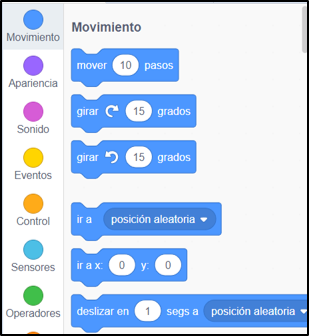 Movimiento
Apariencia
Sonido
Eventos
Control
Sensores
Operadores
Movimiento
mover 10 pasos
girar 15 grados
girar 15 grados
ir a posición aleatoria
ir a x: 0 y: 0
deslizar en 1 segs a posición aleatoria